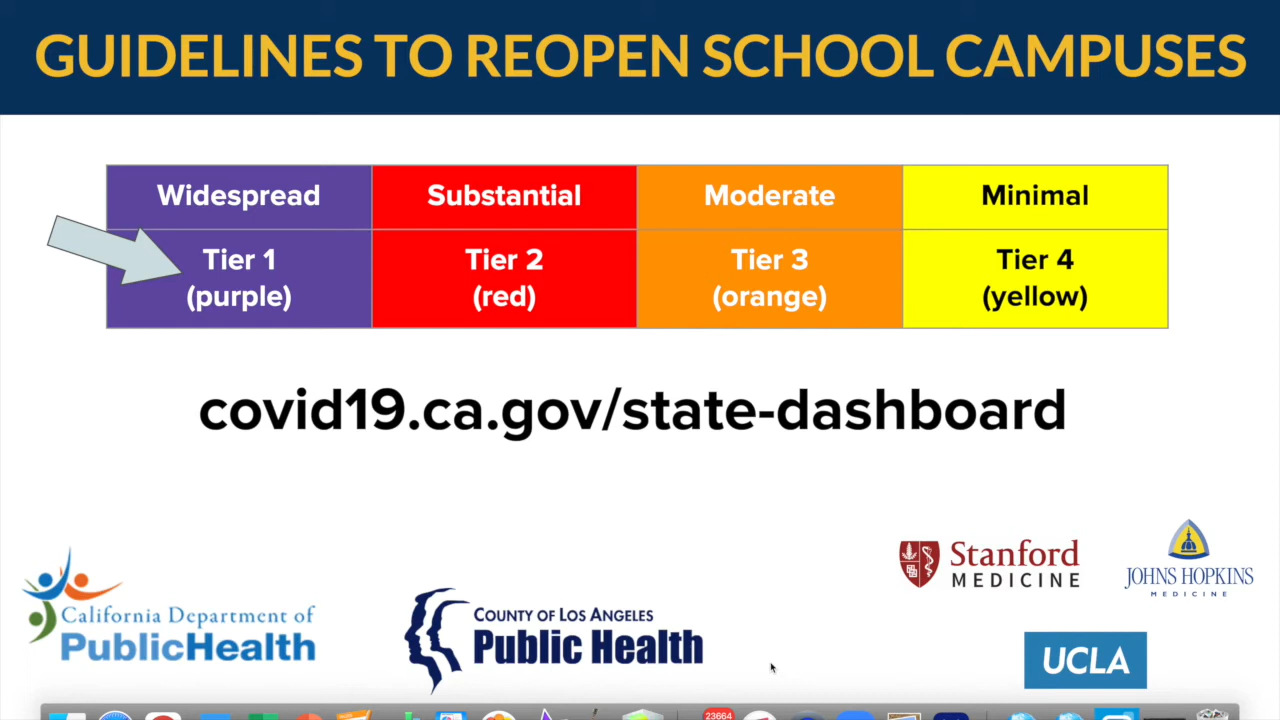 GUIDELINES TO REOPEN SCHOOL CAMPUSES
Widespread Substantial Moderate Minimal
Tier 1 Tier 2 Tier 3 Tier 4
(purple) (red) (orange) (yellow)
covid19.ca.gov/state-dashboard
Stanford
MEDICINE
JOHNS HOPKINS
MEDICINE
California Department of
PublicHealth
COUNTY OF LOS ANGELES
Public Health
UCLA
23664